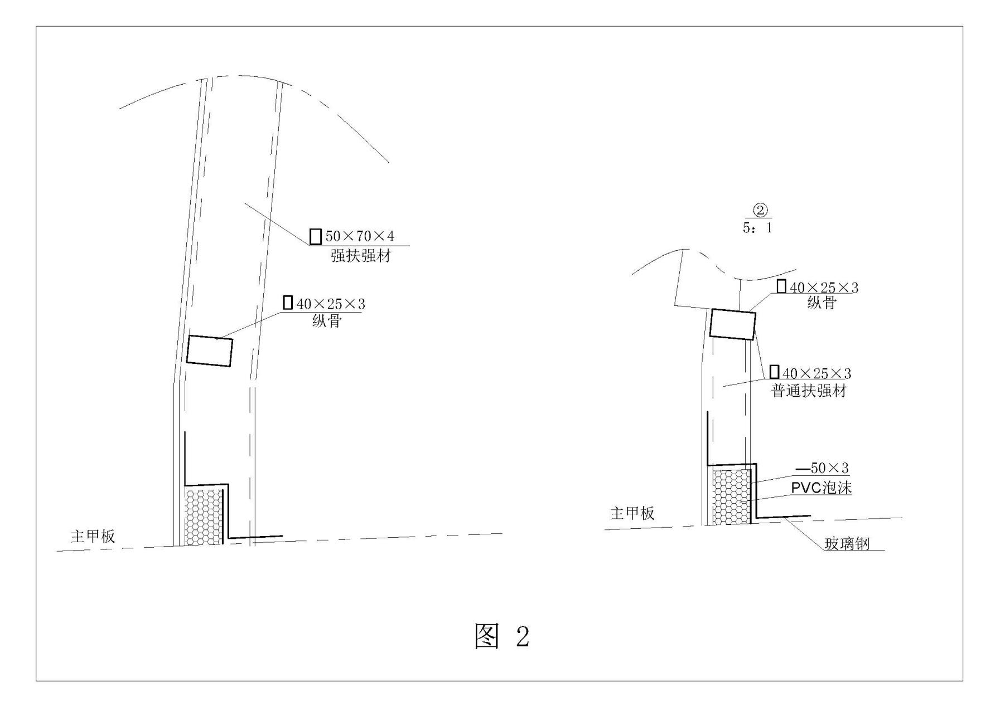 50×70×4
强扶强材
40×25×3
纵骨
主甲板
②
5: 1
40×25×3
纵骨
40×25×3
普通扶强材
—50×3
PVC泡沫
主甲板
玻璃钢
图 2